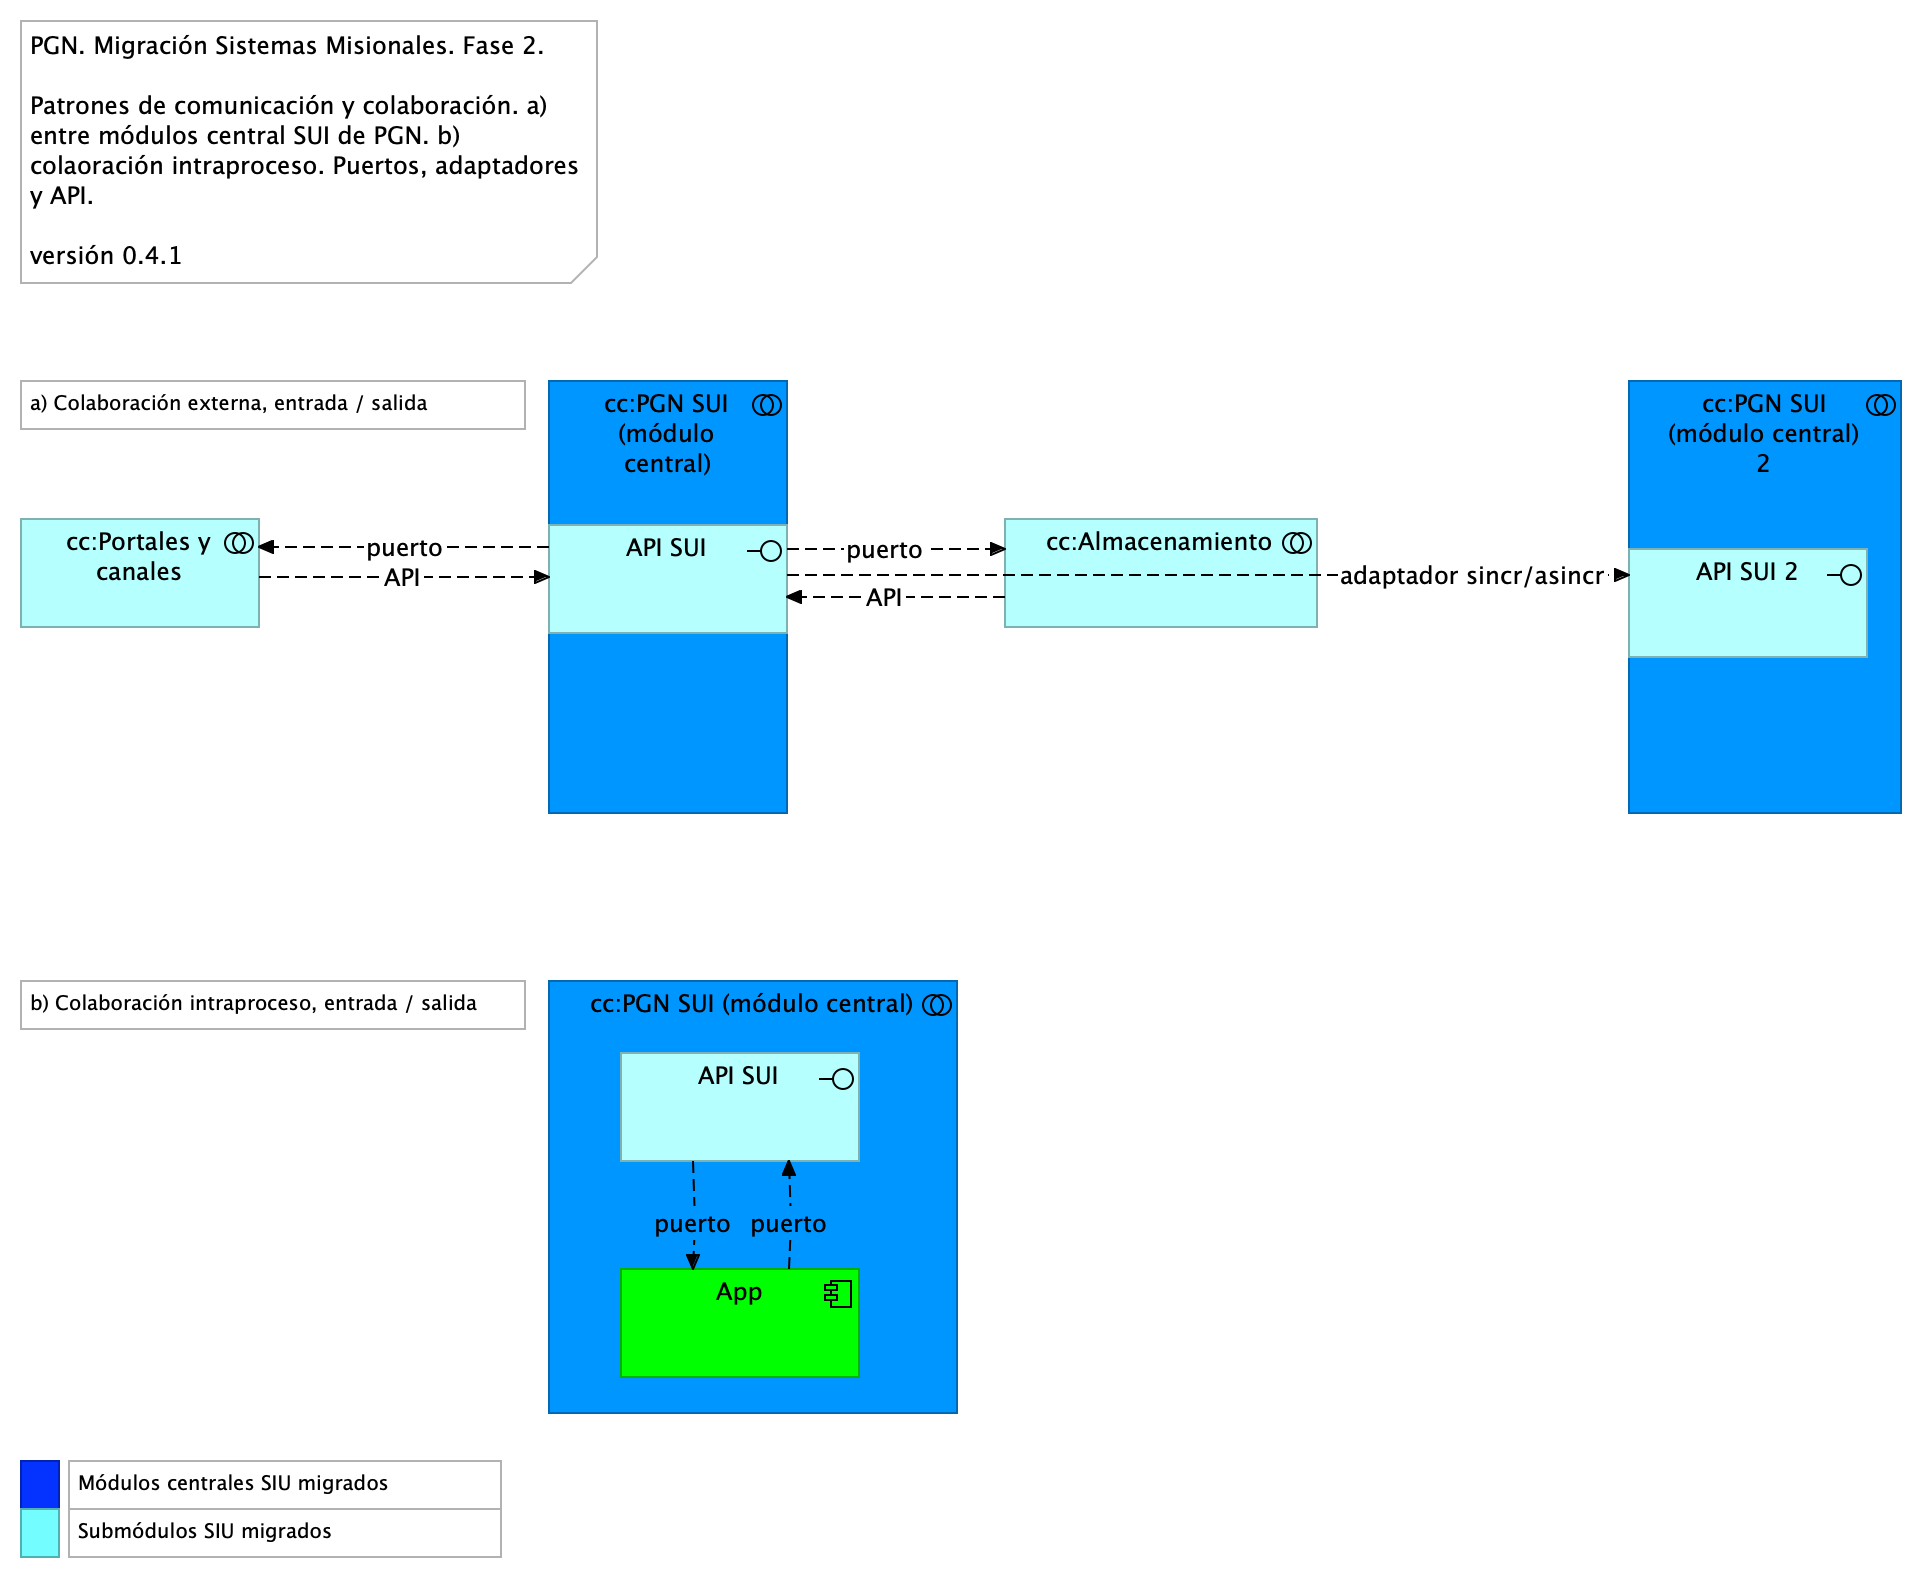 PGN. Migración Sistemas Misionales. Fase 2.
Patrones de comunicación y colaboración. a)
entre módulos central SUI de PGN. b)
colaoración intraproceso. Puertos, adaptadores
y API.
versión 0.4.1
a) Colaboración externa, entrada / salida
cc:PGN SUI
(módulo
central)
cc:PGN SUI
(módulo central)
2
cc:Portales y
canales
puerto
API
API SUI
puerto
API
cc:Almacenamiento
adaptador sincr/asincr
API SUI 2
b) Colaboración intraproceso, entrada / salida
cc:PGN SUI (módulo central)
API SUI
puerto
puerto
App
Módulos centrales SIU migrados
Submódulos SIU migrados